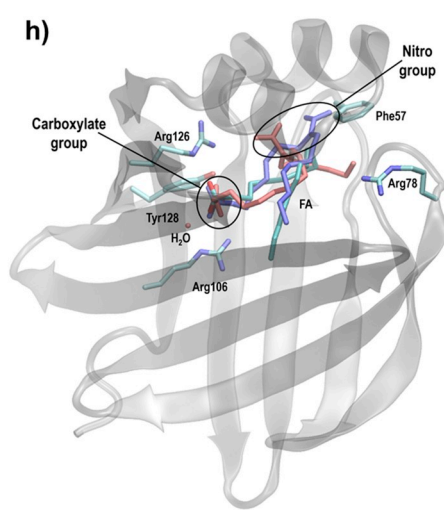 h)
Nitro
group
Carboxylate
group
Arg126
Phe57
Arg78
Tyr128
FA
H₂O
Arg106